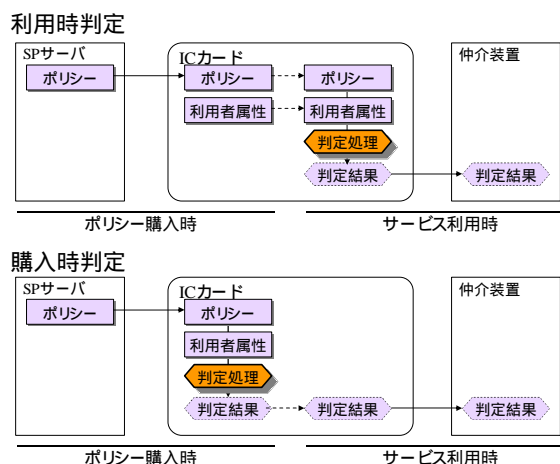 利用時判定
SPサーバ
ICカード
仲介装置
ポリシー
ポリシー
ポリシー
利用者属性
利用者属性
判定処理
判定結果
判定結果
ポリシー購入時
サービス利用時
購入時判定
SPサーバ
ICカード
仲介装置
ポリシー
ポリシー
利用者属性
判定処理
判定結果
判定結果
判定結果
ポリシー購入時
サービス利用時